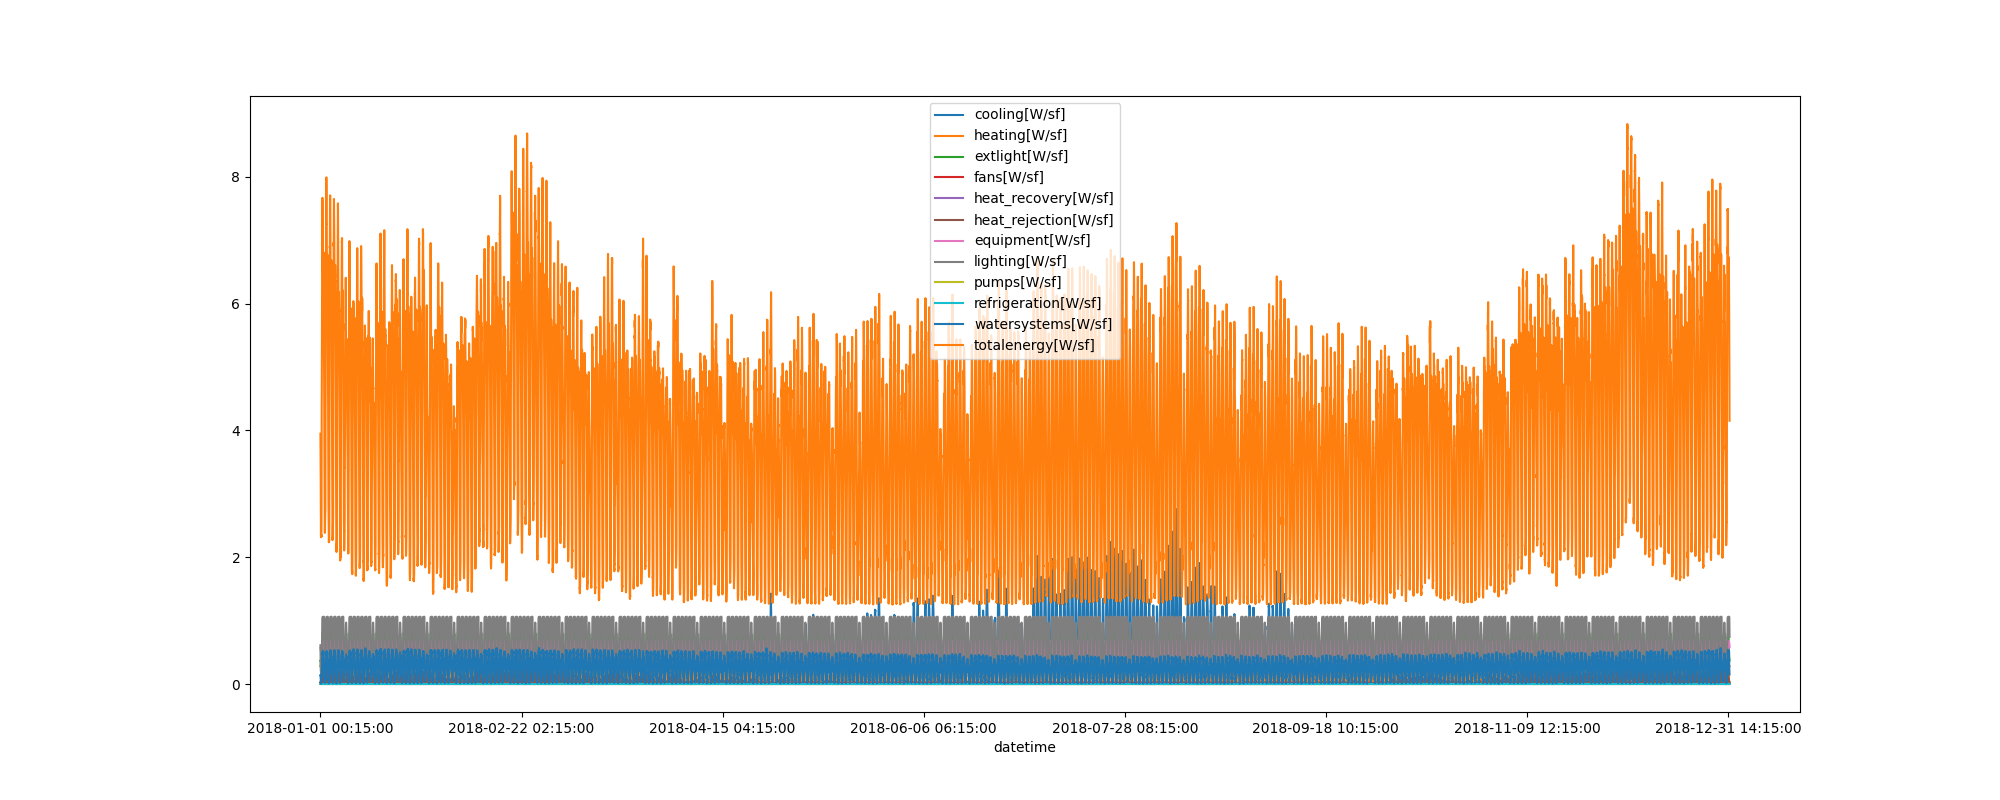 cooling[W/sf]
heating[W/sf]
extlight[W/sf]
fans[W/sf]
heat_recovery[W/sf]
heat_rejection[W/sf]
equipment[W/sf]
lighting[W/sf]
pumps[W/sf]
refrigeration[W/sf]
watersystems[W/sf]
totalenergy[W/sf]
8
6
4
2
0
2018-01-01 00:15:00 2018-02-22 02:15:00 2018-04-15 04:15:00 2018-06-06 06:15:00 2018-07-28 08:15:00 2018-09-18 10:15:00 2018-11-09 12:15:00 2018-12-31 14:15:00
datetime